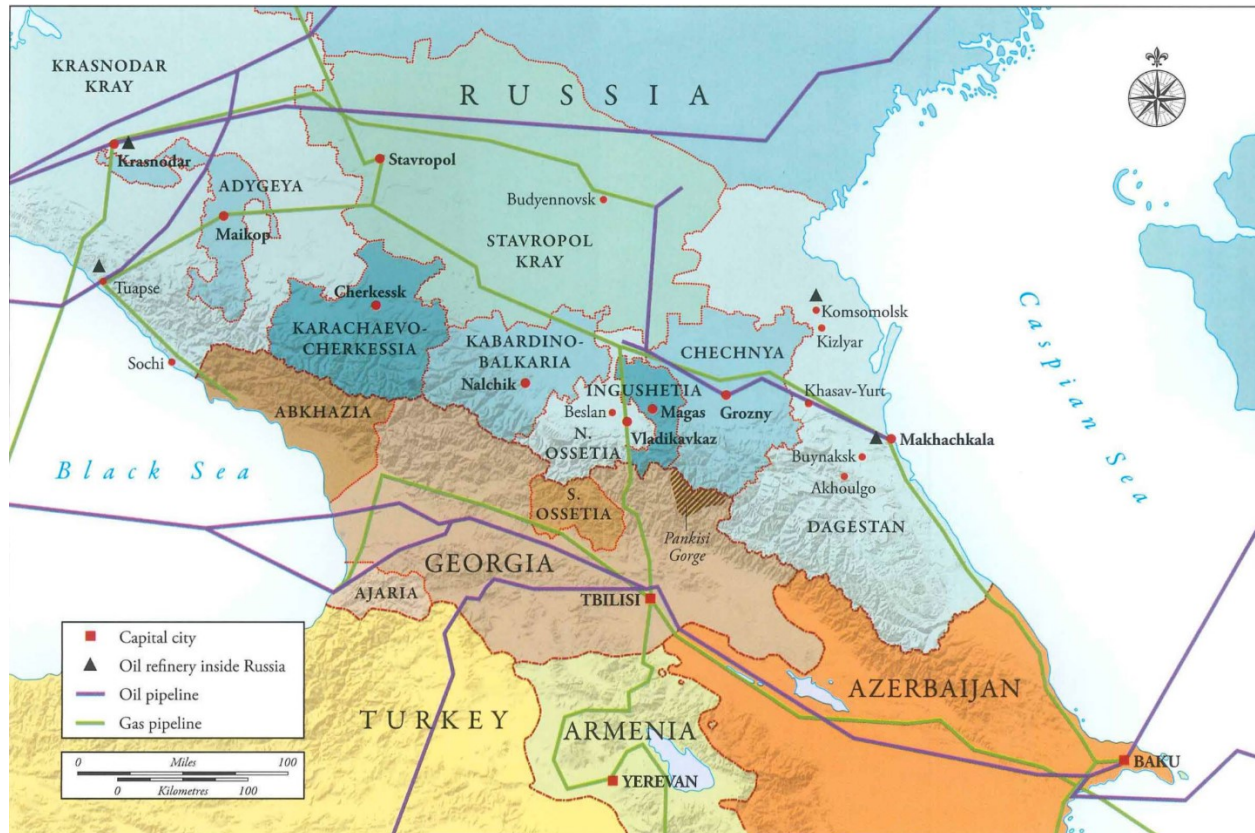 KRASNODAR
KRAY
RUSSIA
Krasnodar
Stavropol
ADYGEYA
Budyennovsk
Maikop
STAVROPOL
KRAY
Tuapse
Cherkessk
Komsomolsk
KARACHAEVO-
CHERKESSIA
Kizlyar
KABARDINO-
BALKARIA
CHECHNYA
Sochi
Nalchik
INGUSHETIA
Khasav-Yurt
ABKHAZIA
Beslan
Magas
Grozny
N.
OSSETIA
Vladikavkaz
Makhachkala
Buynaksk
Akhoulgo
Black Sea
Caspian Sea
S.
OSSETIA
DAGESTAN
Pankisi
Gorge
GEORGIA
AJARIA
TBILISI
AZERBAIJAN
TURKEY
ARMENIA
BAKU
YEREVAN
Capital city
Oil refinery inside Russia
Oil pipeline
Gas pipeline
0 Miles 100
0 Kilometres 100